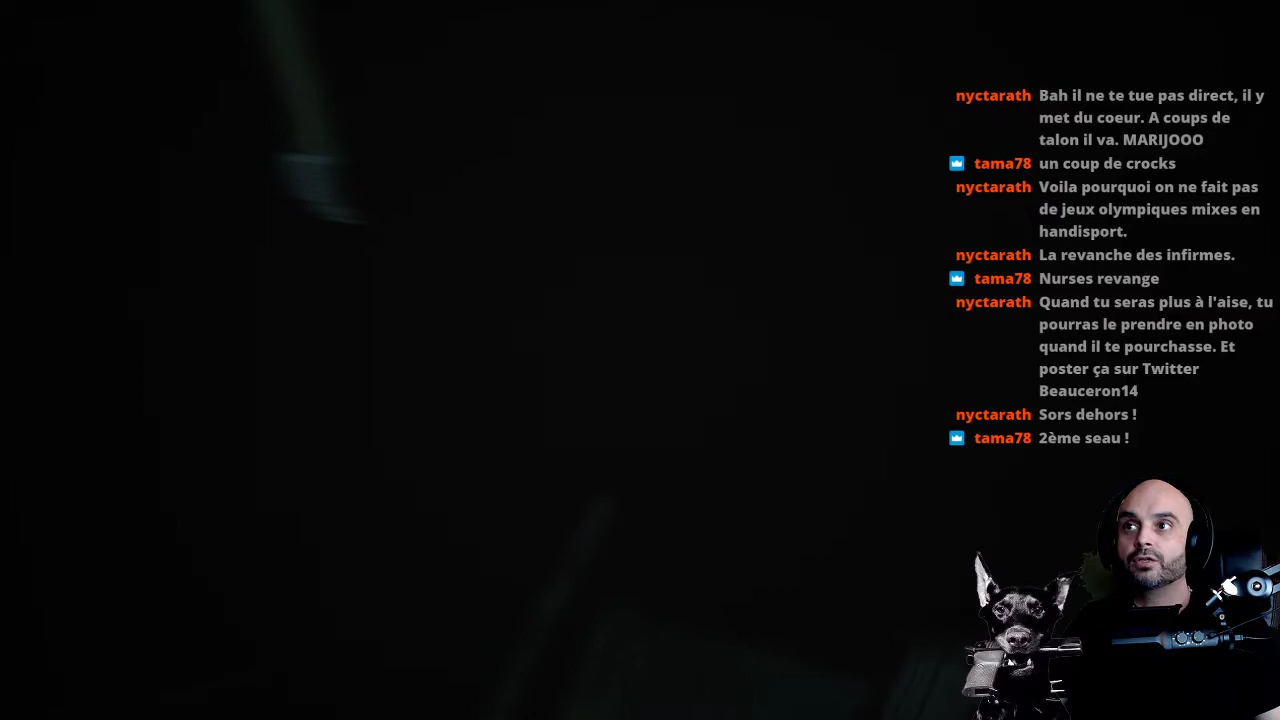 nyctarath Bah il ne te tue pas direct, il y
met du coeur. A coups de
talon il va. MARIJOOO
tama78 un coup de crocks
nyctarath Voila pourquoi on ne fait pas
de jeux olympiques mixes en
handisport.
nyctarath La revanche des infirmes.
tama78 Nurses revange
nyctarath Quand tu seras plus à l'aise, tu
pourras le prendre en photo
quand il te pourchasse. Et
poster ça sur Twitter
Beauceron14
nyctarath Sors dehors !
tama78 2ème seau !